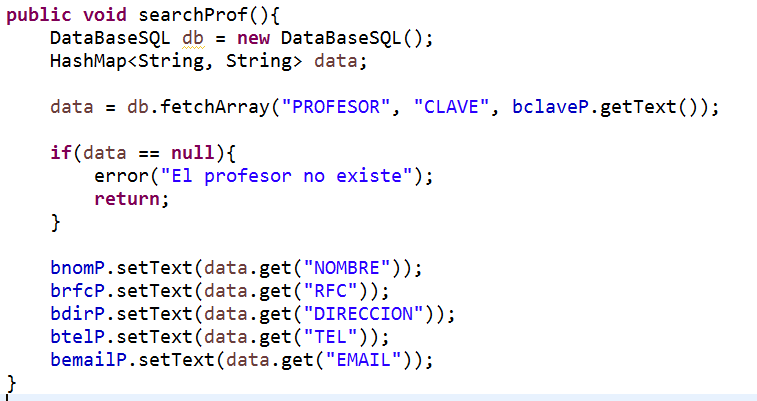 public void searchProf(){
    DataBaseSQL db = new DataBaseSQL();
    HashMap<String, String> data;
    data = db.fetchArray("PROFESOR", "CLAVE", bclaveP.getText());
    if(data == null){
        error("El profesor no existe");
        return;
    }
    bnomP.setText(data.get("NOMBRE"));
    brfcP.setText(data.get("RFC"));
    bdirP.setText(data.get("DIRECCION"));
    btelP.setText(data.get("TEL"));
    bemailP.setText(data.get("EMAIL"));
}